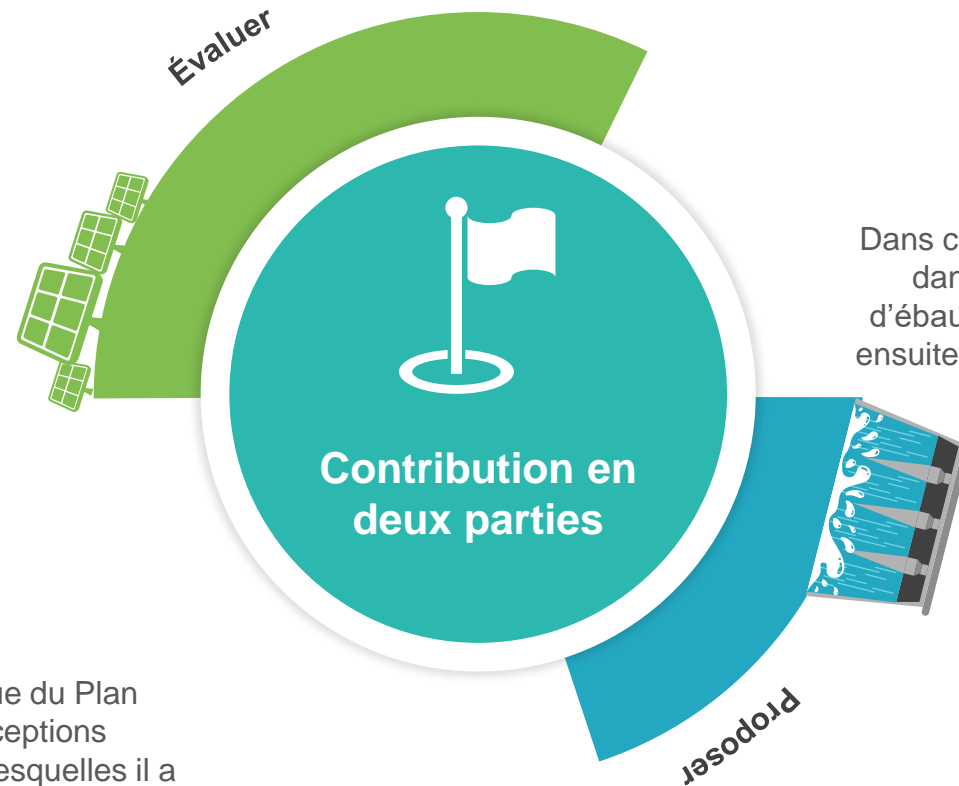 Évaluer
Dans c
dan
d’ébau
ensuite
Contribution en
deux parties
ue du Plan
ceptions
esquelles il a
Proposer